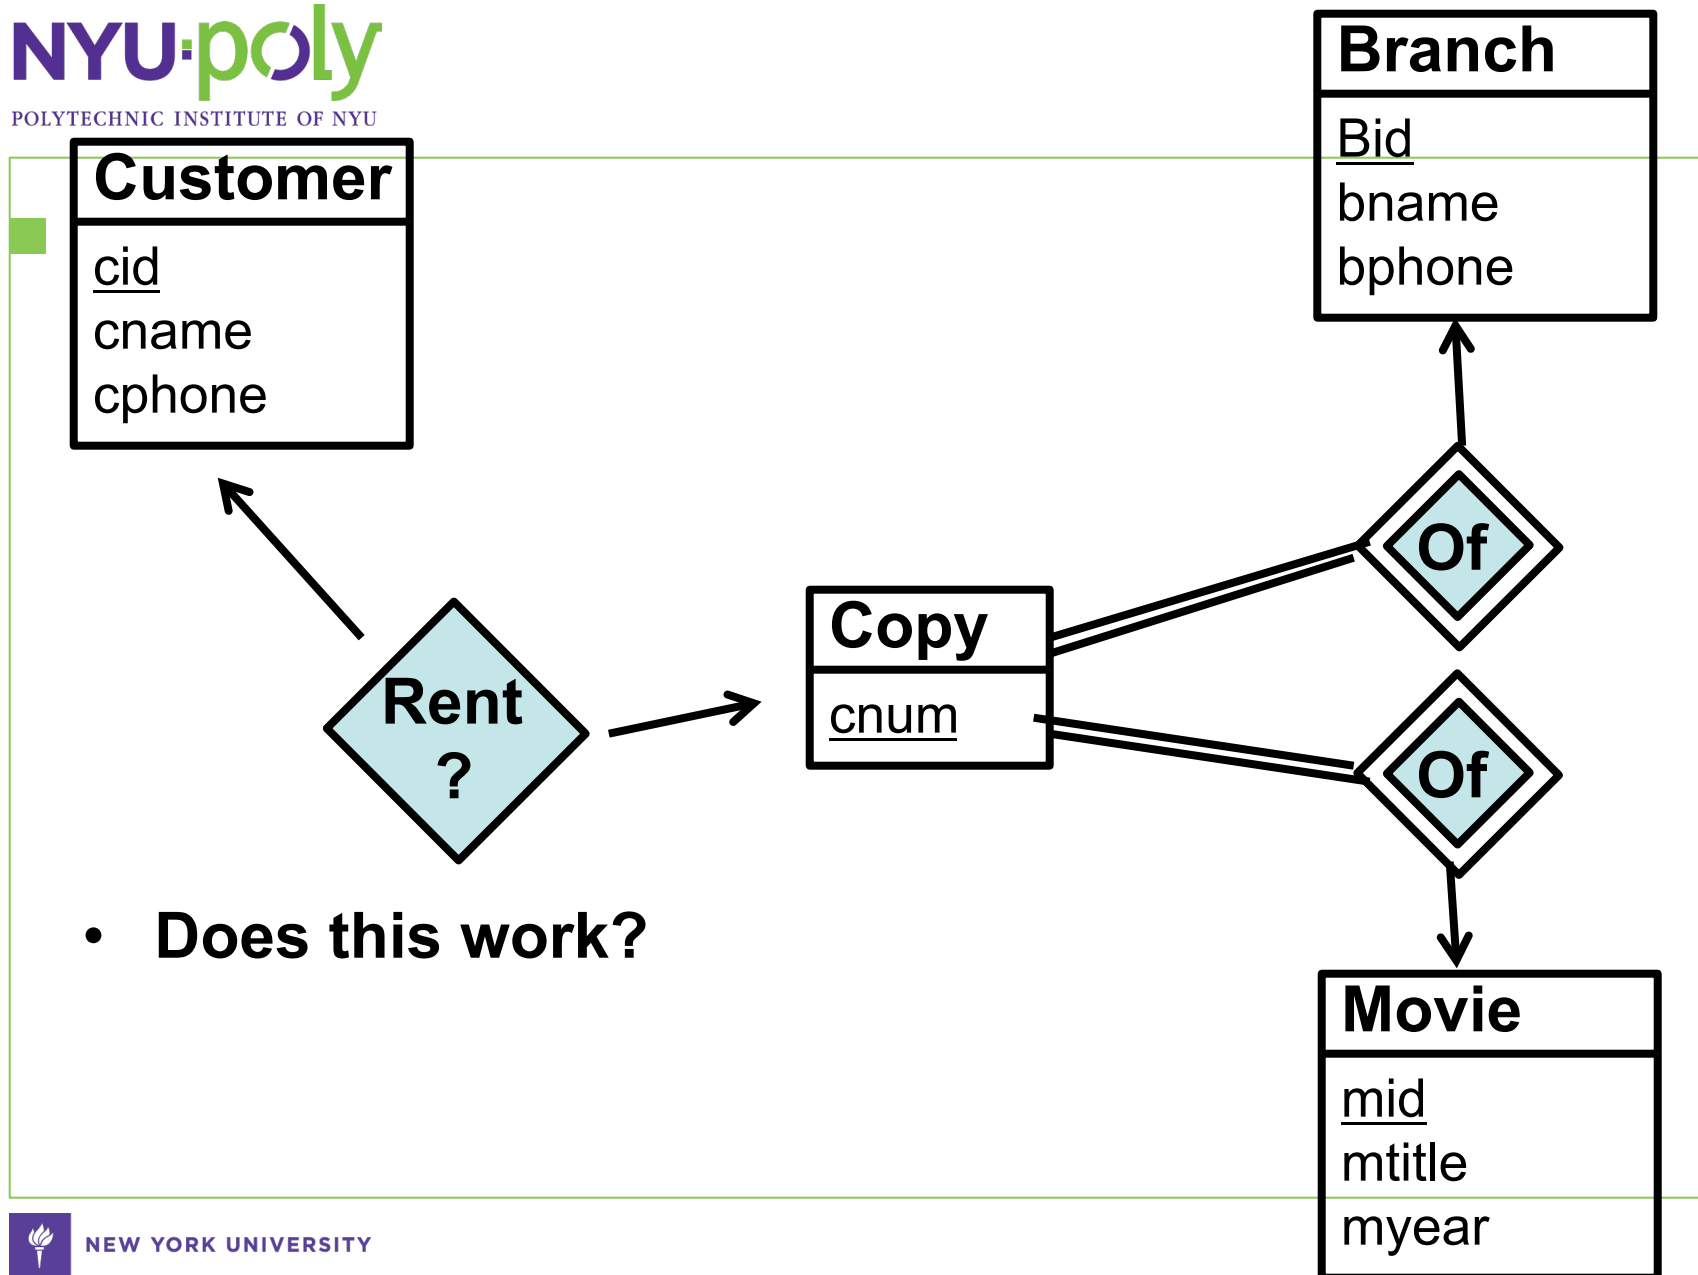 NYU:poly
POLYTECHNIC INSTITUTE OF NYU
Customer
cid
cname
cphone
Branch
Bid
bname
bphone
Rent
?
Copy
cnum
Of
Of
• Does this work?
Movie
mid
mtitle
myear
NEW YORK UNIVERSITY